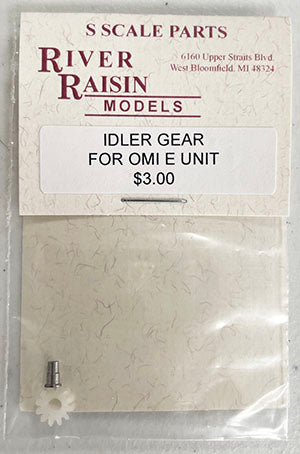 S SCALE PARTS
RIVER
RAISIN
MODELS
6160 Upper Straits Blvd.
West Bloomfield, MI 48324
IDLER GEAR
FOR OMI E UNIT
$3.00